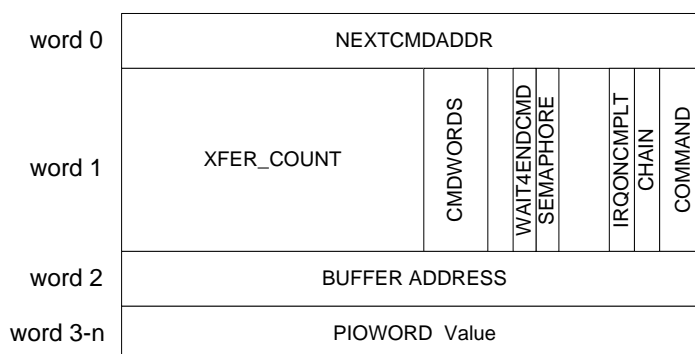 word 0
NEXTCMDADDR
word 1
XFER_COUNT
CMDWORDS
WAIT4ENDCMD
SEMAPHORE
IRQONCMPLT
CHAIN
COMMAND
word 2
BUFFER ADDRESS
word 3-n
PIOWORD Value